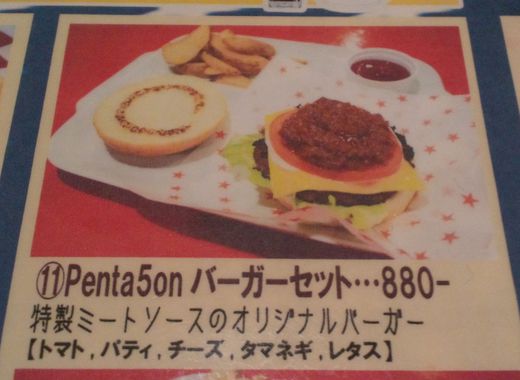 ⑪Penta5on バーガーセット…880-
特製ミートソースのオリジナルバーガー
【トマト,パティ,チーズ,タマネギ,レタス】